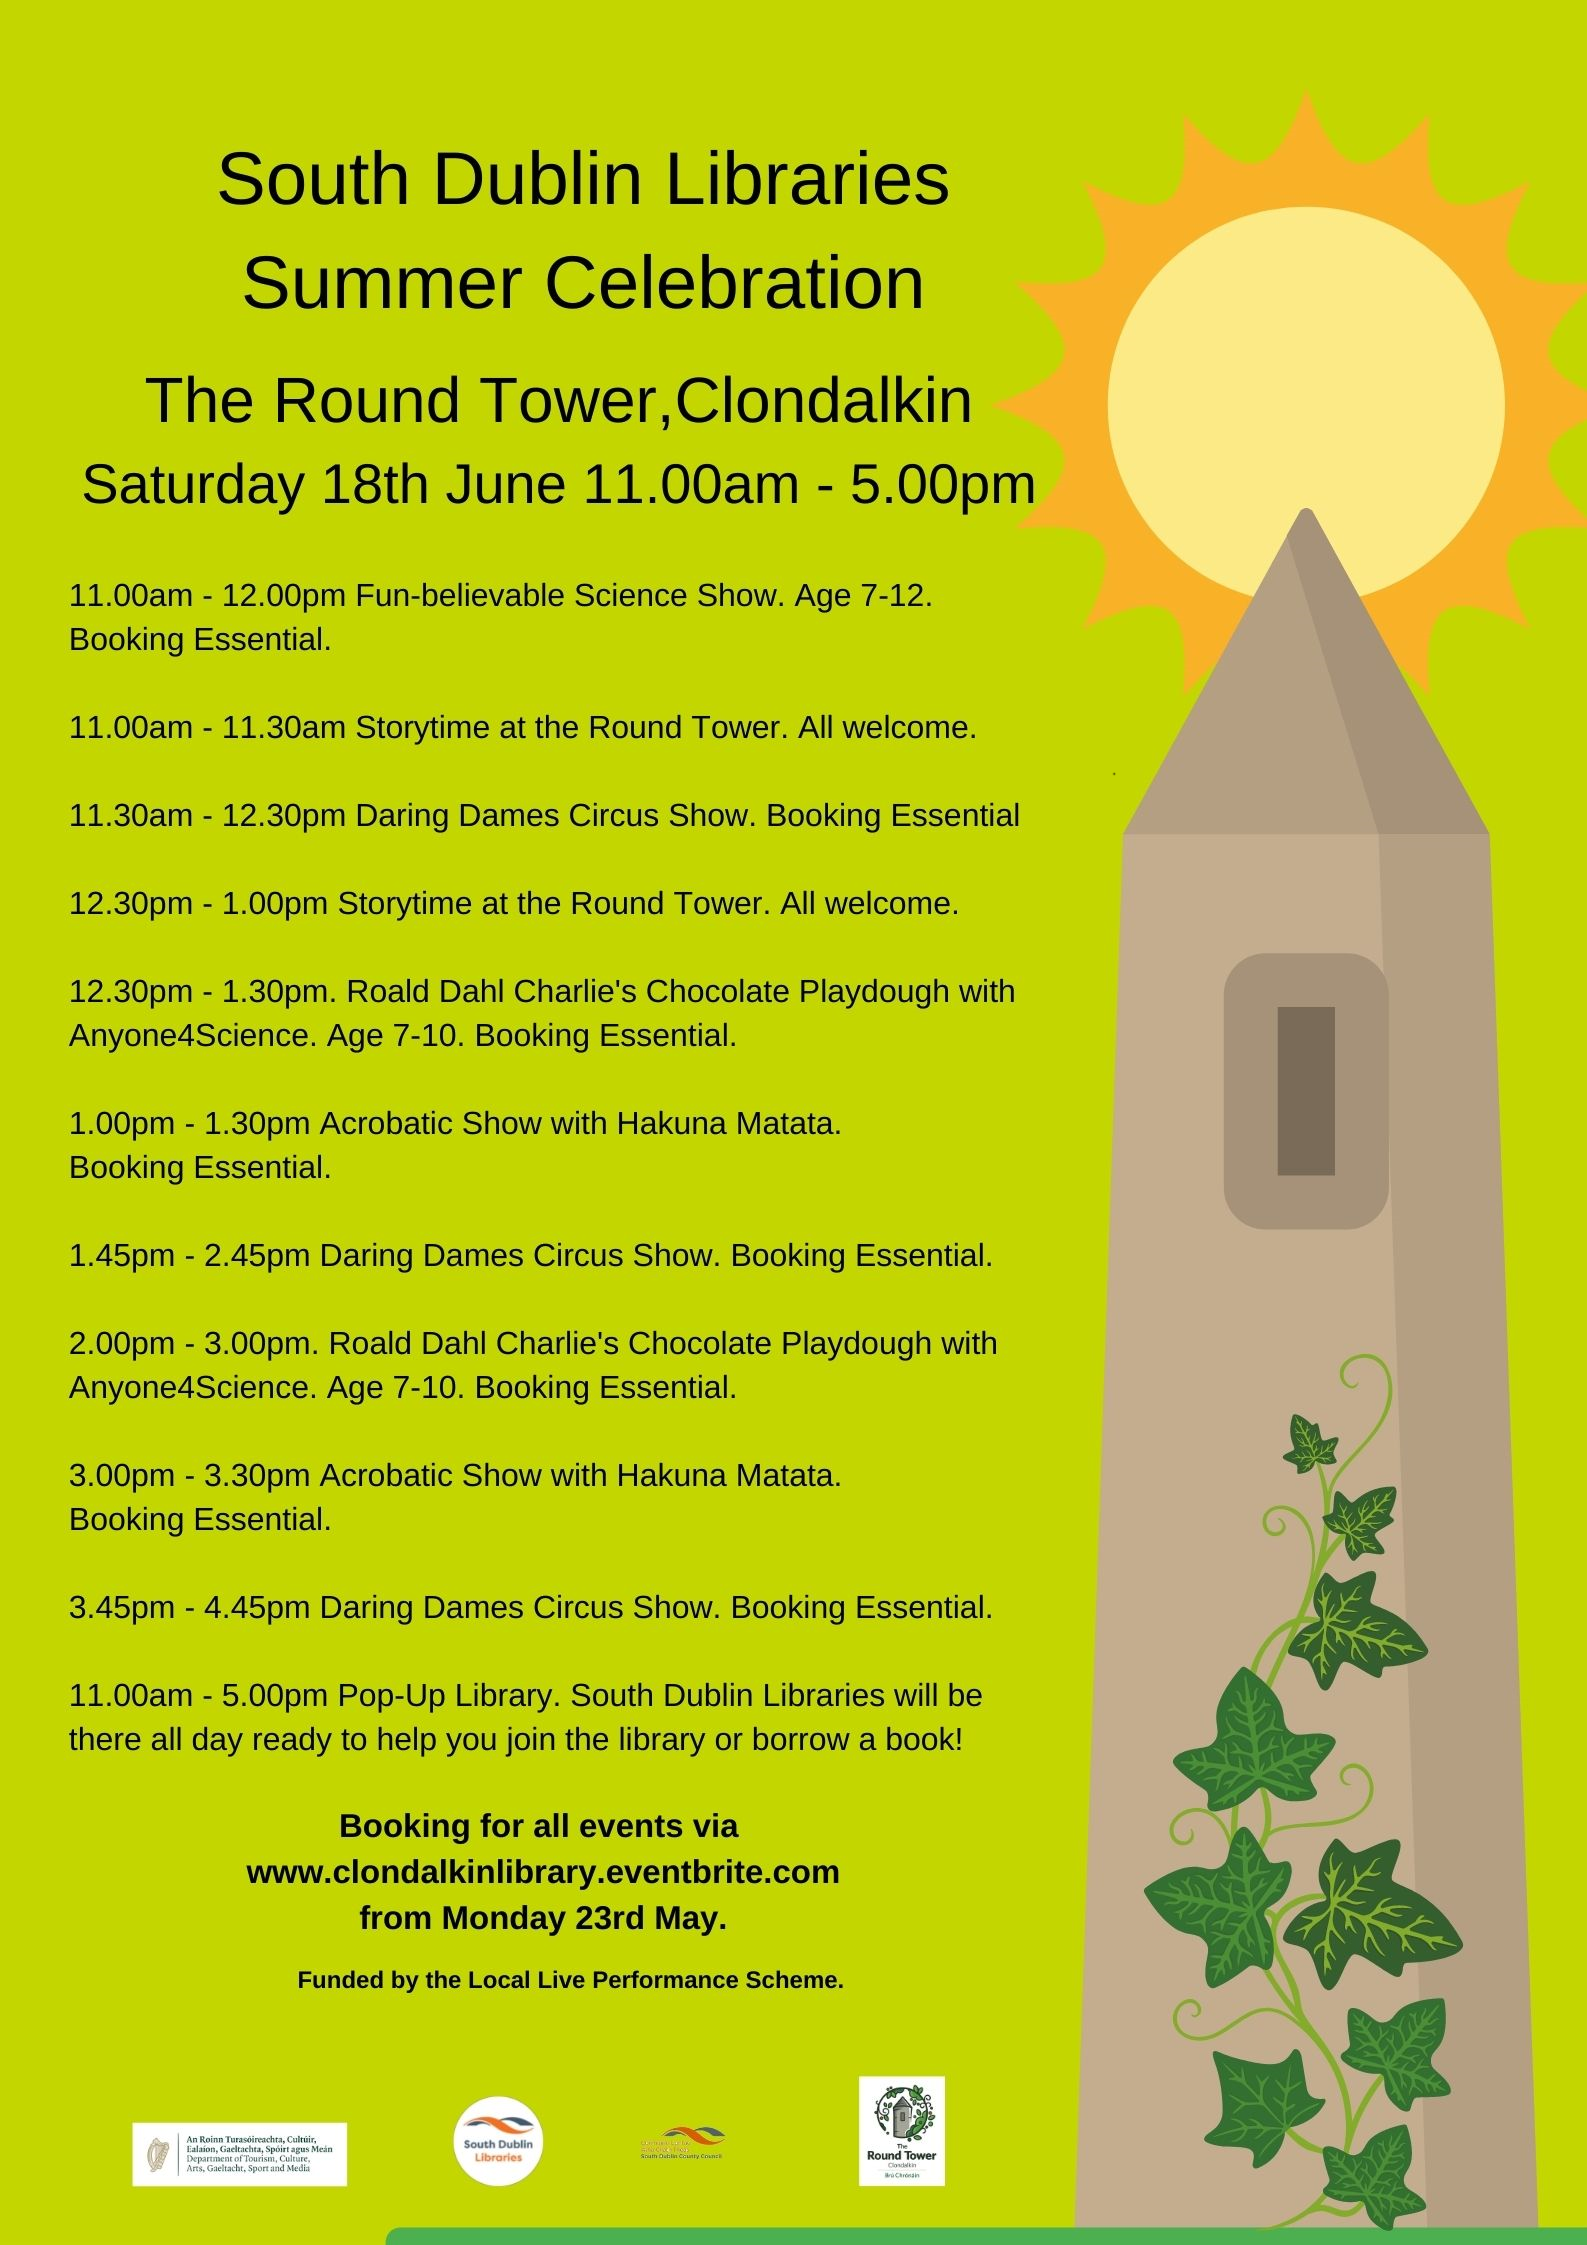 South Dublin Libraries
Summer Celebration
The Round Tower,Clondalkin
Saturday 18th June 11.00am - 5.00pm
11.00am - 12.00pm Fun-believable Science Show. Age 7-12.
Booking Essential.
11.00am - 11.30am Storytime at the Round Tower. All welcome.
11.30am - 12.30pm Daring Dames Circus Show. Booking Essential
12.30pm - 1.00pm Storytime at the Round Tower. All welcome.
12.30pm - 1.30pm. Roald Dahl Charlie's Chocolate Playdough with
Anyone4Science. Age 7-10. Booking Essential.
1.00pm - 1.30pm Acrobatic Show with Hakuna Matata.
Booking Essential.
1.45pm - 2.45pm Daring Dames Circus Show. Booking Essential.
2.00pm - 3.00pm. Roald Dahl Charlie's Chocolate Playdough with
Anyone4Science. Age 7-10. Booking Essential.
3.00pm - 3.30pm Acrobatic Show with Hakuna Matata.
Booking Essential.
3.45pm - 4.45pm Daring Dames Circus Show. Booking Essential.
11.00am - 5.00pm Pop-Up Library. South Dublin Libraries will be
there all day ready to help you join the library or borrow a book!
Booking for all events via
www.clondalkinlibrary.eventbrite.com
from Monday 23rd May.
Funded by the Local Live Performance Scheme.
An Roinn Turasóireachta, Cultúir,
Ealaíon, Gaeltachta, Spóirt agus Meán
Department of Tourism, Culture,
Arts, Gaeltacht, Sport and Media
South Dublin
Libraries
South Dublin County Council
The
Round Tower
Clondalkin
Brú Chrónáin